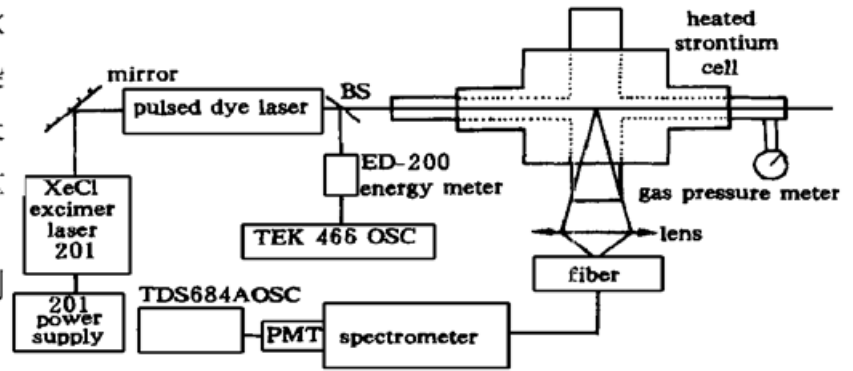 heated
strontium
cell
mirror
pulsed dye laser
BS
ED-200
energy meter
gas pressure meter
XeCl
excimer
laser
201
TEK 466 OSC
lens
fiber
TDS684AOSC
201
power
supply
PMT
spectrometer